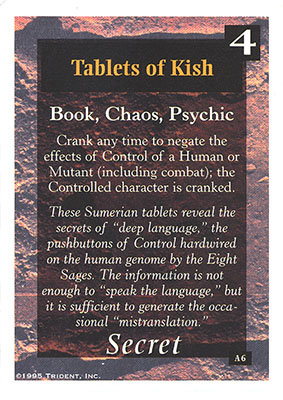 4
Tablets of Kish
Book, Chaos, Psychic
Crank any time to negate the
effects of Control of a Human or
Mutant (including combat); the
Controlled character is cranked.
These Sumerian tablets reveal the
secrets of "deep language," the
pushbuttons of Control hardwired
on the human genome by the Eight
Sages. The information is not
enough to "speak the language," but
it is sufficient to generate the occa-
sional "mistranslation."
Secret
A6
©1995 TRIDENT, INC.